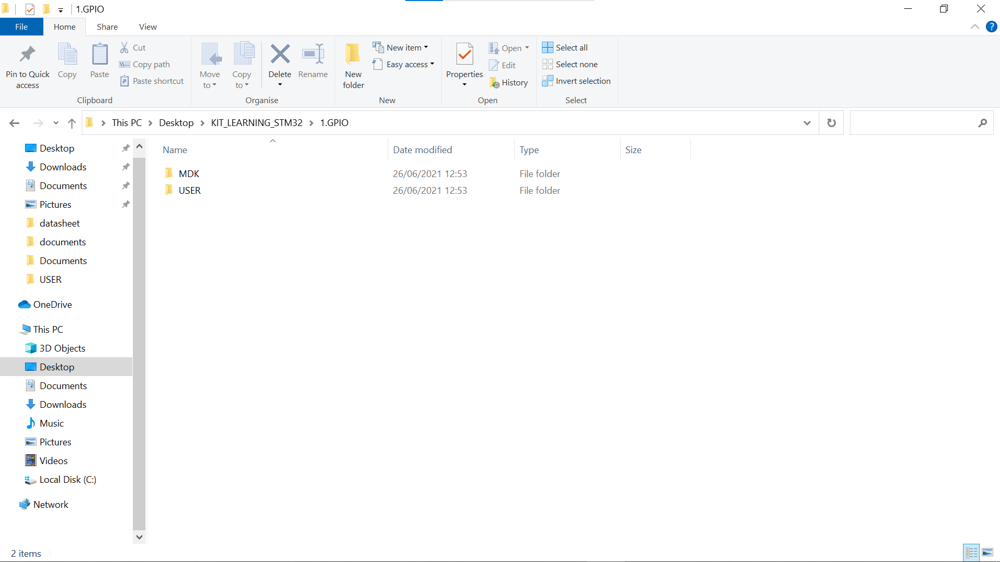 1.GPIO
File Home Share View
Pin to Quick access
Copy
Paste
Cut
Copy path
Paste shortcut
Clipboard
Move to
Copy to
Delete
Rename
Organise
New folder
New item
Easy access
New
Properties
Open
Edit
History
Open
Select all
Select none
Invert selection
Select
This PC Desktop KIT_LEARNING_STM32 1.GPIO
Desktop
Downloads
Documents
Pictures
datasheet
documents
Documents
USER
OneDrive
This PC
3D Objects
Desktop
Documents
Downloads
Music
Pictures
Videos
Local Disk (C:)
Network
Name Date modified Type Size
MDK 26/06/2021 12:53 File folder
USER 26/06/2021 12:53 File folder
2 items